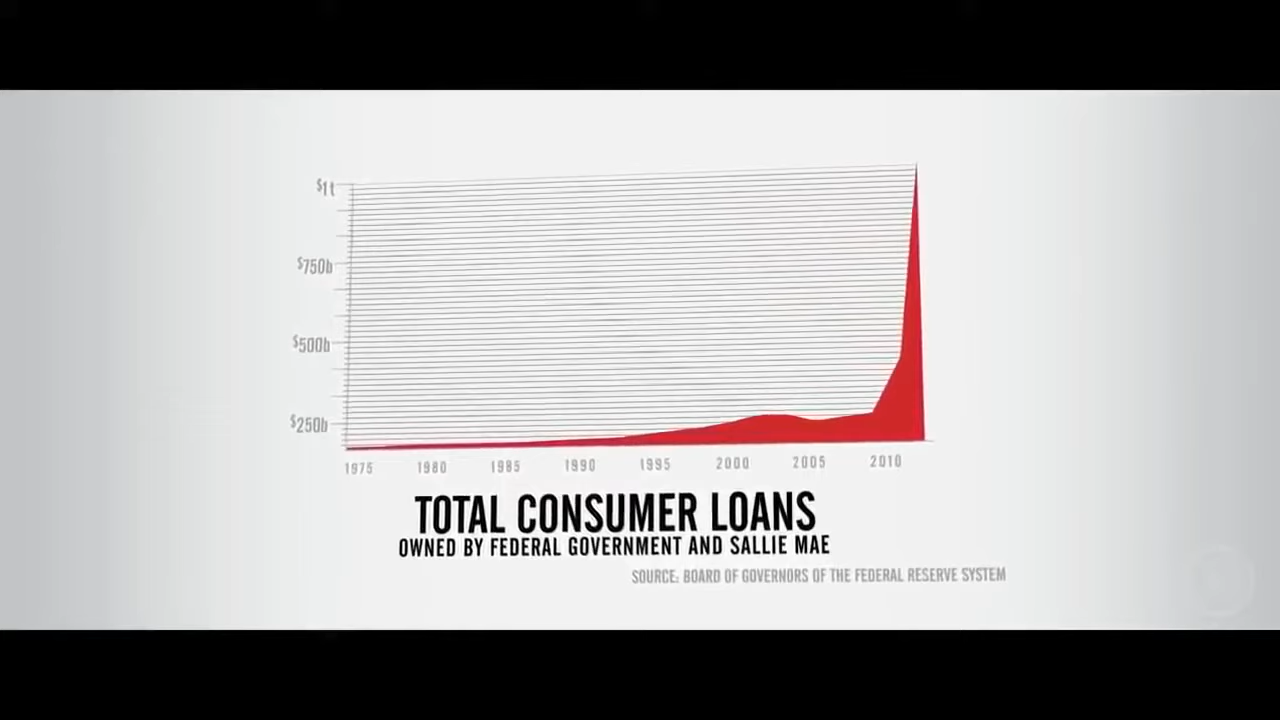 $1t
$750b
$500b
$250b
1975 1980 1985 1990 1995 2000 2005 2010
TOTAL CONSUMER LOANS
OWNED BY FEDERAL GOVERNMENT AND SALLIE MAE
SOURCE: BOARD OF GOVERNORS OF THE FEDERAL RESERVE SYSTEM